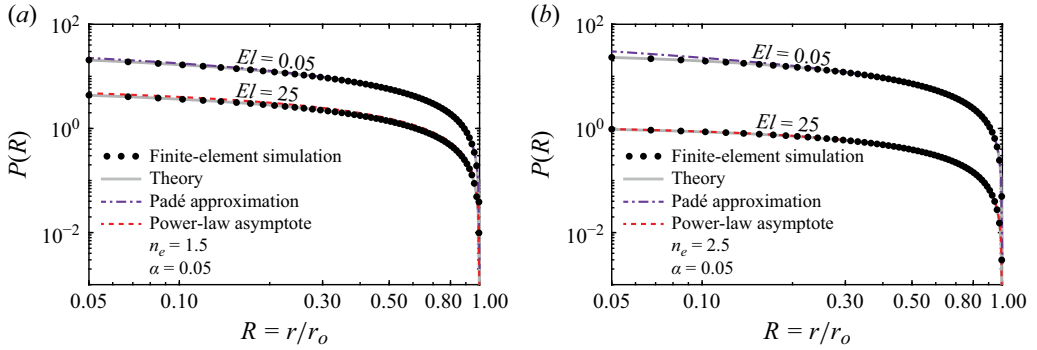 (a)
10²
El = 0.05
El = 25
10⁰
P(R)
Finite-element simulation
Theory
Padé approximation
Power-law asymptote
nₑ = 1.5
α = 0.05
10⁻²
0.05 0.10 0.30 0.50 0.80 1.00
R = r/rₒ
(b)
10²
El = 0.05
El = 25
10⁰
P(R)
Finite-element simulation
Theory
Padé approximation
Power-law asymptote
nₑ = 2.5
α = 0.05
10⁻²
0.05 0.10 0.30 0.50 0.80 1.00
R = r/rₒ